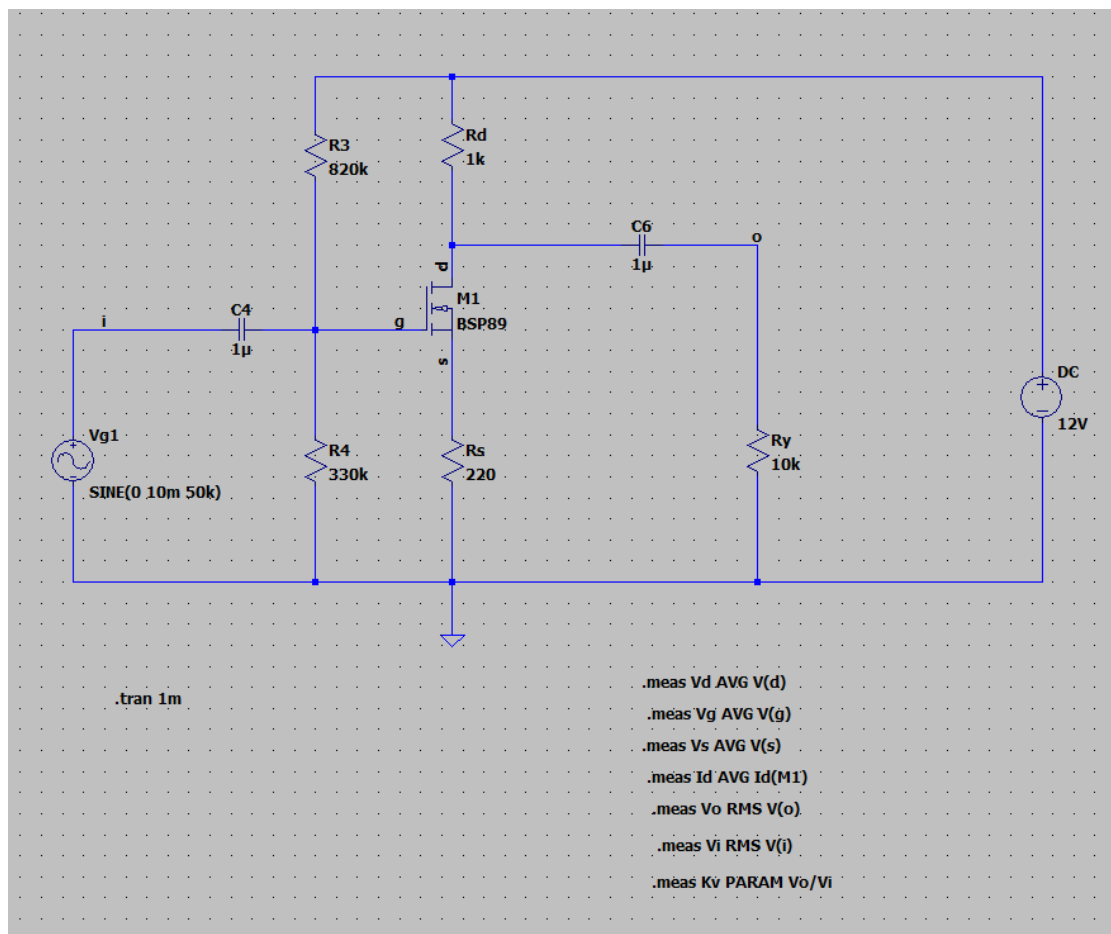 Rd
1k
R3
820k
C6
1µ
o
d
M1
BSP89
C4
1µ
i
g
s
DC
12V
Vg1
SINE(0 10m 50k)
R4
330k
Rs
220
Ry
10k
.tran 1m
.meas Vd AVG V(d)
.meas Vg AVG V(g)
.meas Vs AVG V(s)
.meas Id AVG Id(M1)
.meas Vo RMS V(o)
.meas Vi RMS V(i)
.meas Kv PARAM Vo/Vi